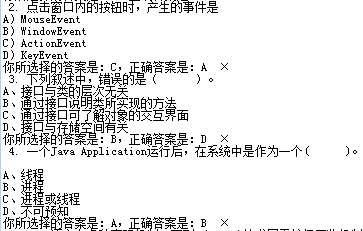 2. 点击窗口内的按钮时，产生的事件是
A) MouseEvent
B) WindowEvent
C) ActionEvent
D) KeyEvent
你所选择的答案是：C，正确答案是：A ×
3. 下列叙述中，错误的是（ ）。
A、接口与类的层次无关
B、通过接口说明类所实现的方法
C、通过接口可了解对象的交互界面
D、接口与存储空间有关
你所选择的答案是：B，正确答案是：D ×
4. 一个Java Application运行后，在系统中是作为一个（ ）。
A、线程
B、进程
C、进程或线程
D、不可预知
你所选择的答案是：A，正确答案是：B ×